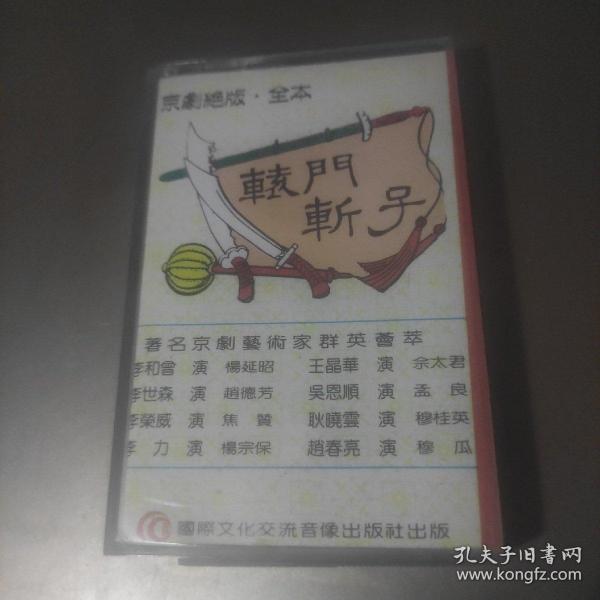 京劇絕版·全本
轅門
斬子
著名京劇藝術家群英薈萃
李和曾 演 楊延昭 王晶華 演 佘太君
李世森 演 趙德芳 吳恩順 演 孟良
李榮威 演 焦贊 耿曉雲 演 穆桂英
李力 演 楊宗保 趙春亮 演 穆瓜
國際文化交流音像出版社出版
孔夫子旧书网
www.kongfz.com